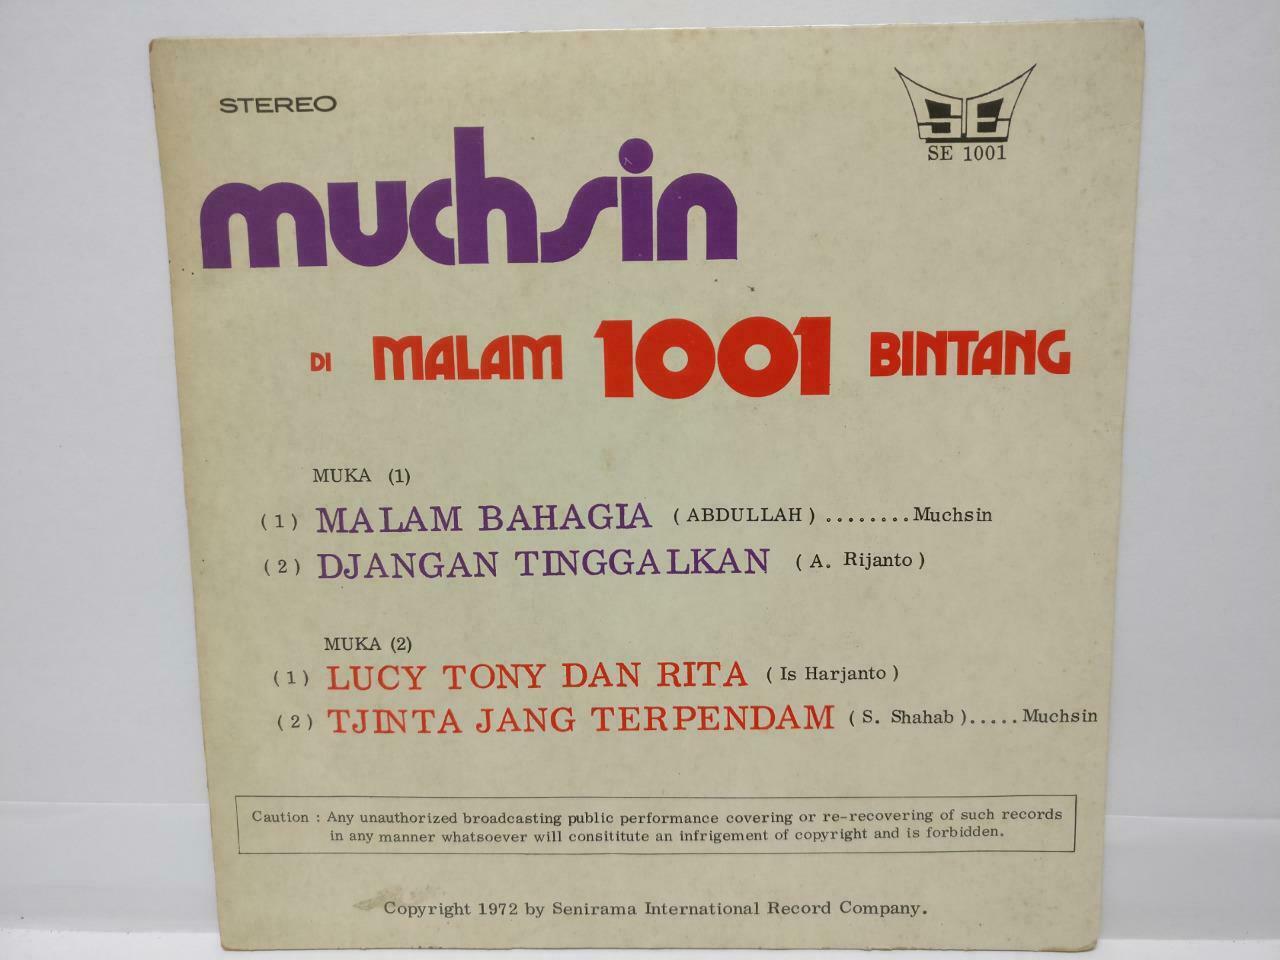 STEREO
SE
SE 1001
muchsin
DI MALAM 1001 BINTANG
MUKA (1)
(1) MALAM BAHAGIA (ABDULLAH) ........Muchsin
(2) DJANGAN TINGGALKAN (A. Rijanto)
MUKA (2)
(1) LUCY TONY DAN RITA (Is Harjanto)
(2) TJINTA JANG TERPENDAM (S. Shahab).....Muchsin
Caution : Any unauthorized broadcasting public performance covering or re-recovering of such records
in any manner whatsoever will consititute an infrigement of copyright and is forbidden.
Copyright 1972 by Senirama International Record Company.